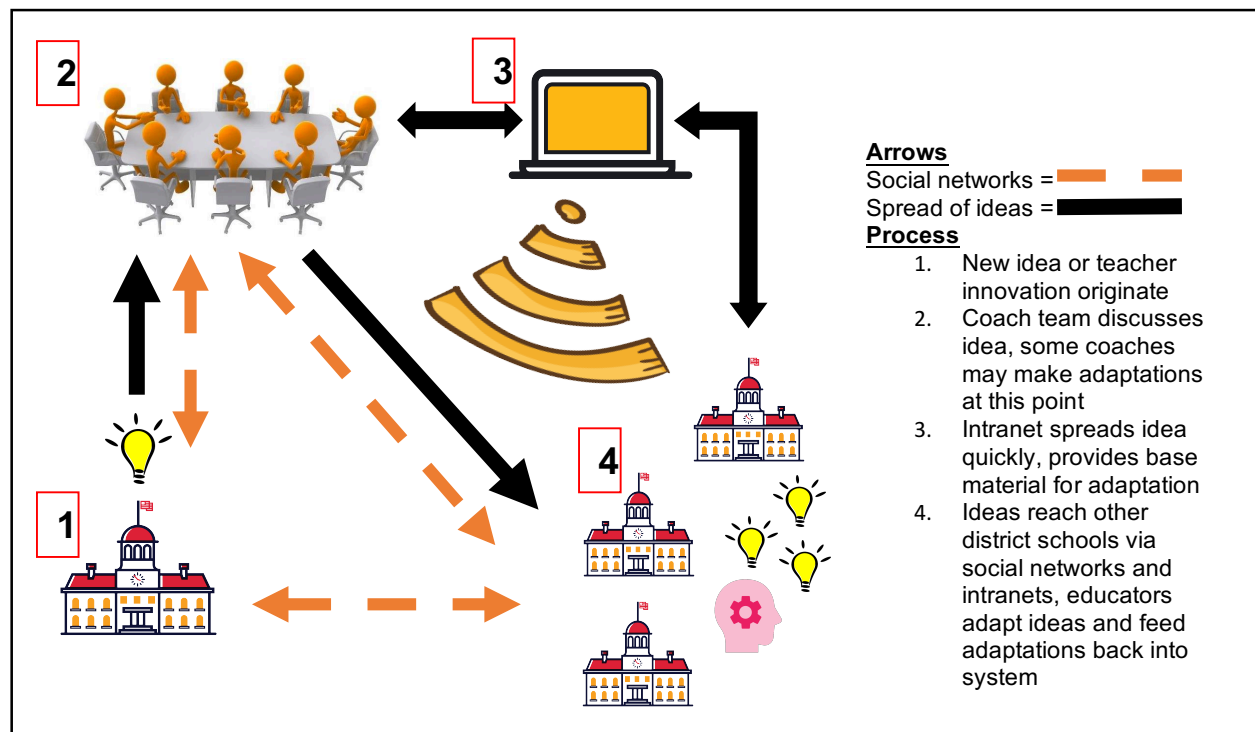 2
3
1
4
Arrows
Social networks =
Spread of ideas =
Process
1. New idea or teacher
innovation originate
2. Coach team discusses
idea, some coaches
may make adaptations
at this point
3. Intranet spreads idea
quickly, provides base
material for adaptation
4. Ideas reach other
district schools via
social networks and
intranets, educators
adapt ideas and feed
adaptations back into
system